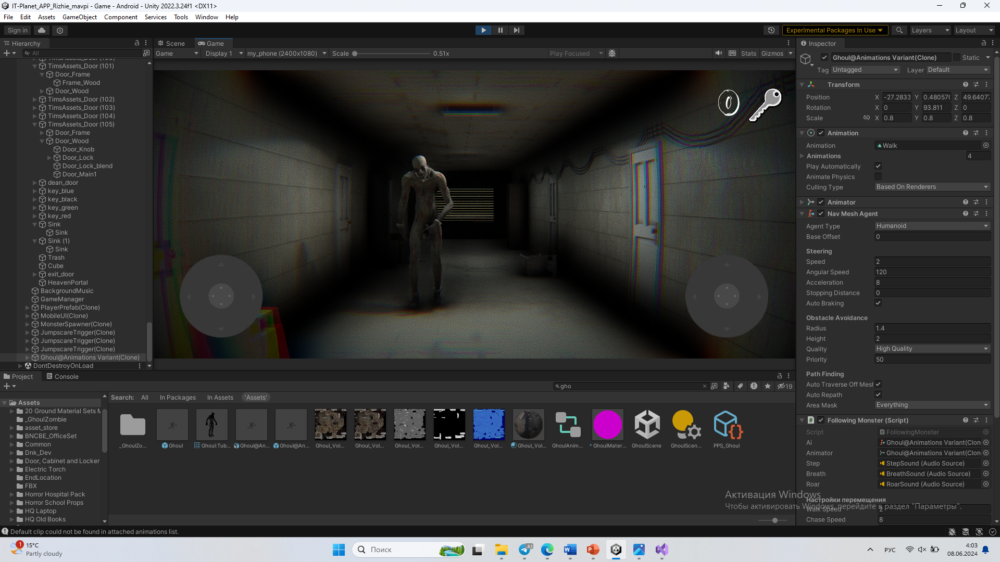 IT-Planet_APP_Rizhie_mavpi - Game - Android - Unity 2022.3.24f1 <DX11>
File Edit Assets GameObject Component Services Tools Window Help
Sign in
Experimental Packages In Use
Layers
Layout
Hierarchy
All
TimsAssets_Door (101)
Door_Frame
Frame_Wood
Door_Wood
TimsAssets_Door (102)
TimsAssets_Door (103)
TimsAssets_Door (104)
TimsAssets_Door (105)
Door_Frame
Door_Wood
Door_Knob
Door_Lock
Door_Lock_blend
Door_Main1
dean_door
key_blue
key_black
key_green
key_red
Sink
Sink
Sink (1)
Sink
Trash
Cube
exit_door
HeavenPortal
BackgroundMusic
GameManager
PlayerPrefab(Clone)
MobileUI(Clone)
MonsterSpawner(Clone)
JumpscareTrigger(Clone)
JumpscareTrigger(Clone)
JumpscareTrigger(Clone)
Ghoul@Animations Variant(Clone)
DontDestroyOnLoad
Scene Game
Game Display 1 my_phone (2400x1080) Scale 0.51x Play Focused Stats Gizmos
0
Inspector
Ghoul@Animations Variant(Clone) Static
Tag Untagged Layer Default
Transform
Position X -27.2833 Y 0.48057( Z 49.6407
Rotation X 0 Y 93.811 Z 0
Scale X 0.8 Y 0.8 Z 0.8
Animation
Animation Walk
Animations 4
Play Automatically
Animate Physics
Culling Type Based On Renderers
Animator
Nav Mesh Agent
Agent Type Humanoid
Base Offset 0
Steering
Speed 2
Angular Speed 120
Acceleration 8
Stopping Distance 0
Auto Braking
Obstacle Avoidance
Radius 1.4
Height 2
Quality High Quality
Priority 50
Path Finding
Auto Traverse Off Mesh
Auto Repath
Area Mask Everything
Following Monster (Script)
Script FollowingMonster
Ai Ghoul@Animations Variant(Clon
Animator Ghoul@Animations Variant(Clon
Step StepSound (Audio Source)
Breath BreathSound (Audio Source)
Roar RoarSound (Audio Source)
Настройки перемещения
Walk Speed 2
Chase Speed 8
Активация Windows
Чтобы активировать Windows, перейдите в раздел "Параметры".
Project Console
gho
19
Search: All In Packages In Assets 'Assets'
Assets
20 Ground Material Sets
_GhoulZombie
asset_store
BNCBE_OfficeSet
Common
Dnk_Dev
Door, Cabinet and Locker
Electric Torch
EndLocation
FBX
Horror Hospital Pack
Horror School Props
HQ Laptop
HQ Old Books
_GhoulZo... Ghoul Ghoul:Tub... Ghoul@An... Ghoul@An... Ghoul_Vol... Ghoul_Vol... Ghoul_Vol... Ghoul_Vol... Ghoul_Vol... Ghoul_Vol... GhoulAnim... GhoulMater... GhoulScene GhoulScen... PPS_Ghoul
Default clip could not be found in attached animations list.
1
15°C
Partly cloudy
Поиск
83
РУС
4:03
08.06.2024